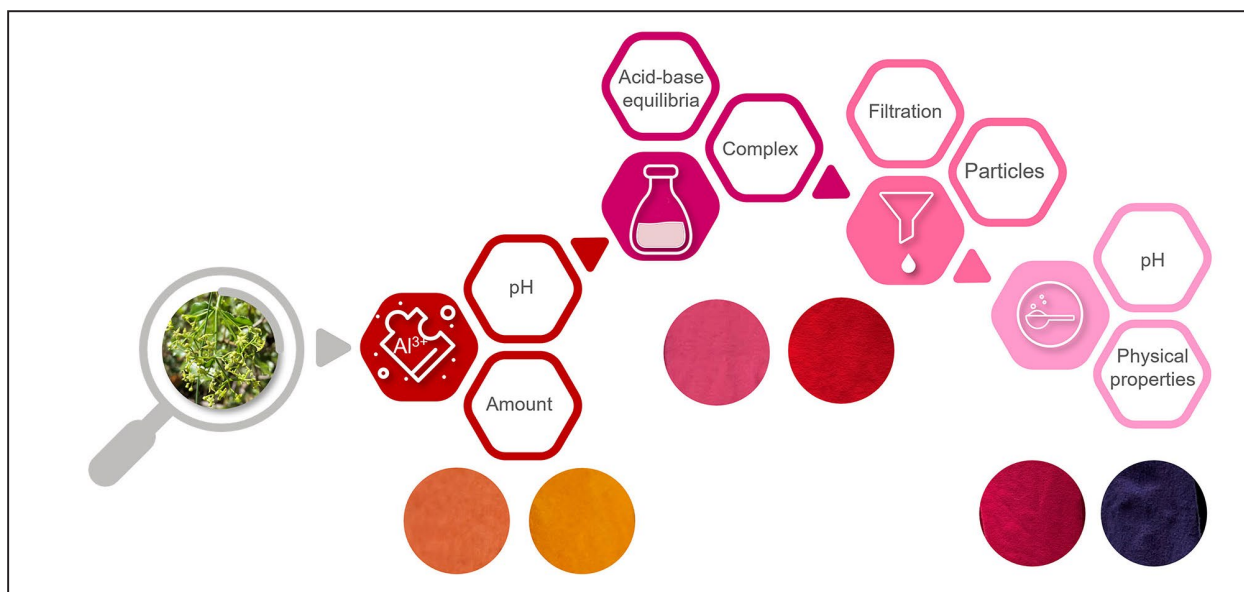 Al3+
pH
Amount
Acid-base
equilibria
Complex
Filtration
Particles
pH
Physical
properties